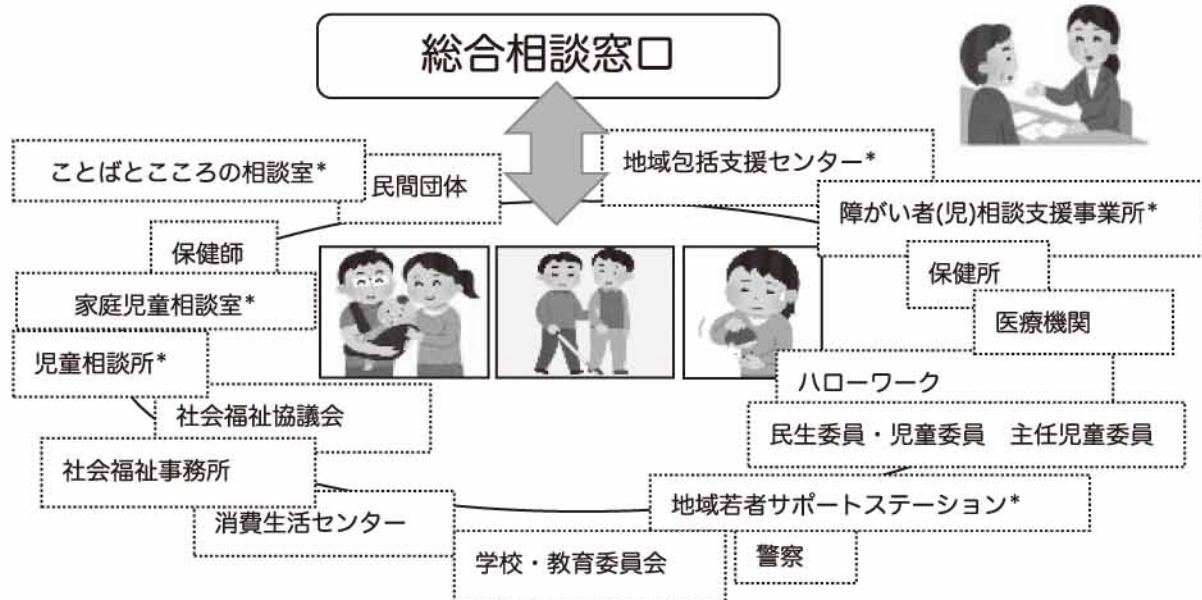 総合相談窓口
ことばとこころの相談室*
民間団体
地域包括支援センター*
障がい者(児)相談支援事業所*
保健師
保健所
家庭児童相談室*
医療機関
児童相談所*
ハローワーク
社会福祉協議会
民生委員・児童委員　主任児童委員
社会福祉事務所
地域若者サポートステーション*
消費生活センター
学校・教育委員会
警察